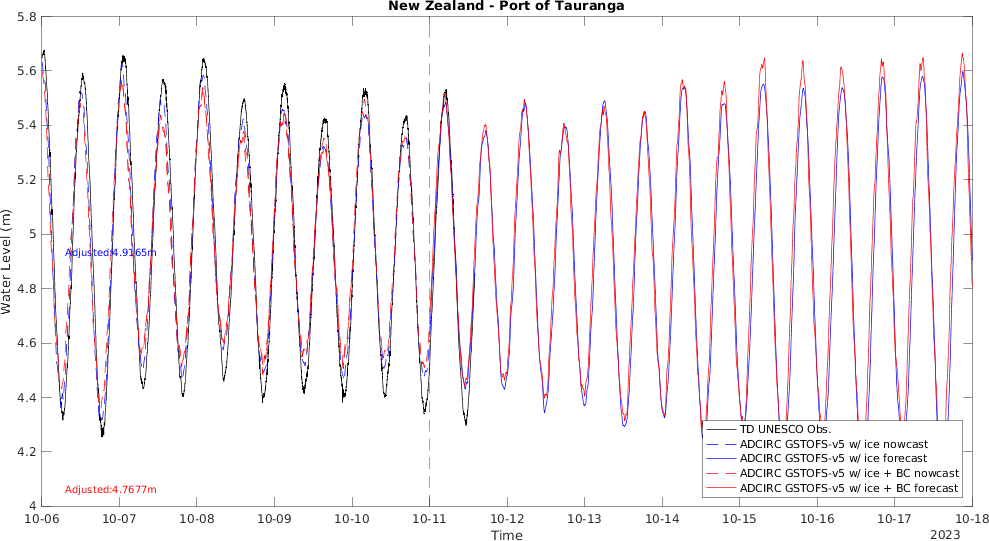 New Zealand - Port of Tauranga
Water Level (m)
5.8
5.6
5.4
5.2
5
4.8
4.6
4.4
4.2
4
Adjusted:4.9165m
Adjusted:4.7677m
TD UNESCO Obs.
ADCIRC GSTOFS-v5 w/ ice nowcast
ADCIRC GSTOFS-v5 w/ ice forecast
ADCIRC GSTOFS-v5 w/ ice + BC nowcast
ADCIRC GSTOFS-v5 w/ ice + BC forecast
10-06 10-07 10-08 10-09 10-10 10-11 10-12 10-13 10-14 10-15 10-16 10-17 10-18
Time
2023